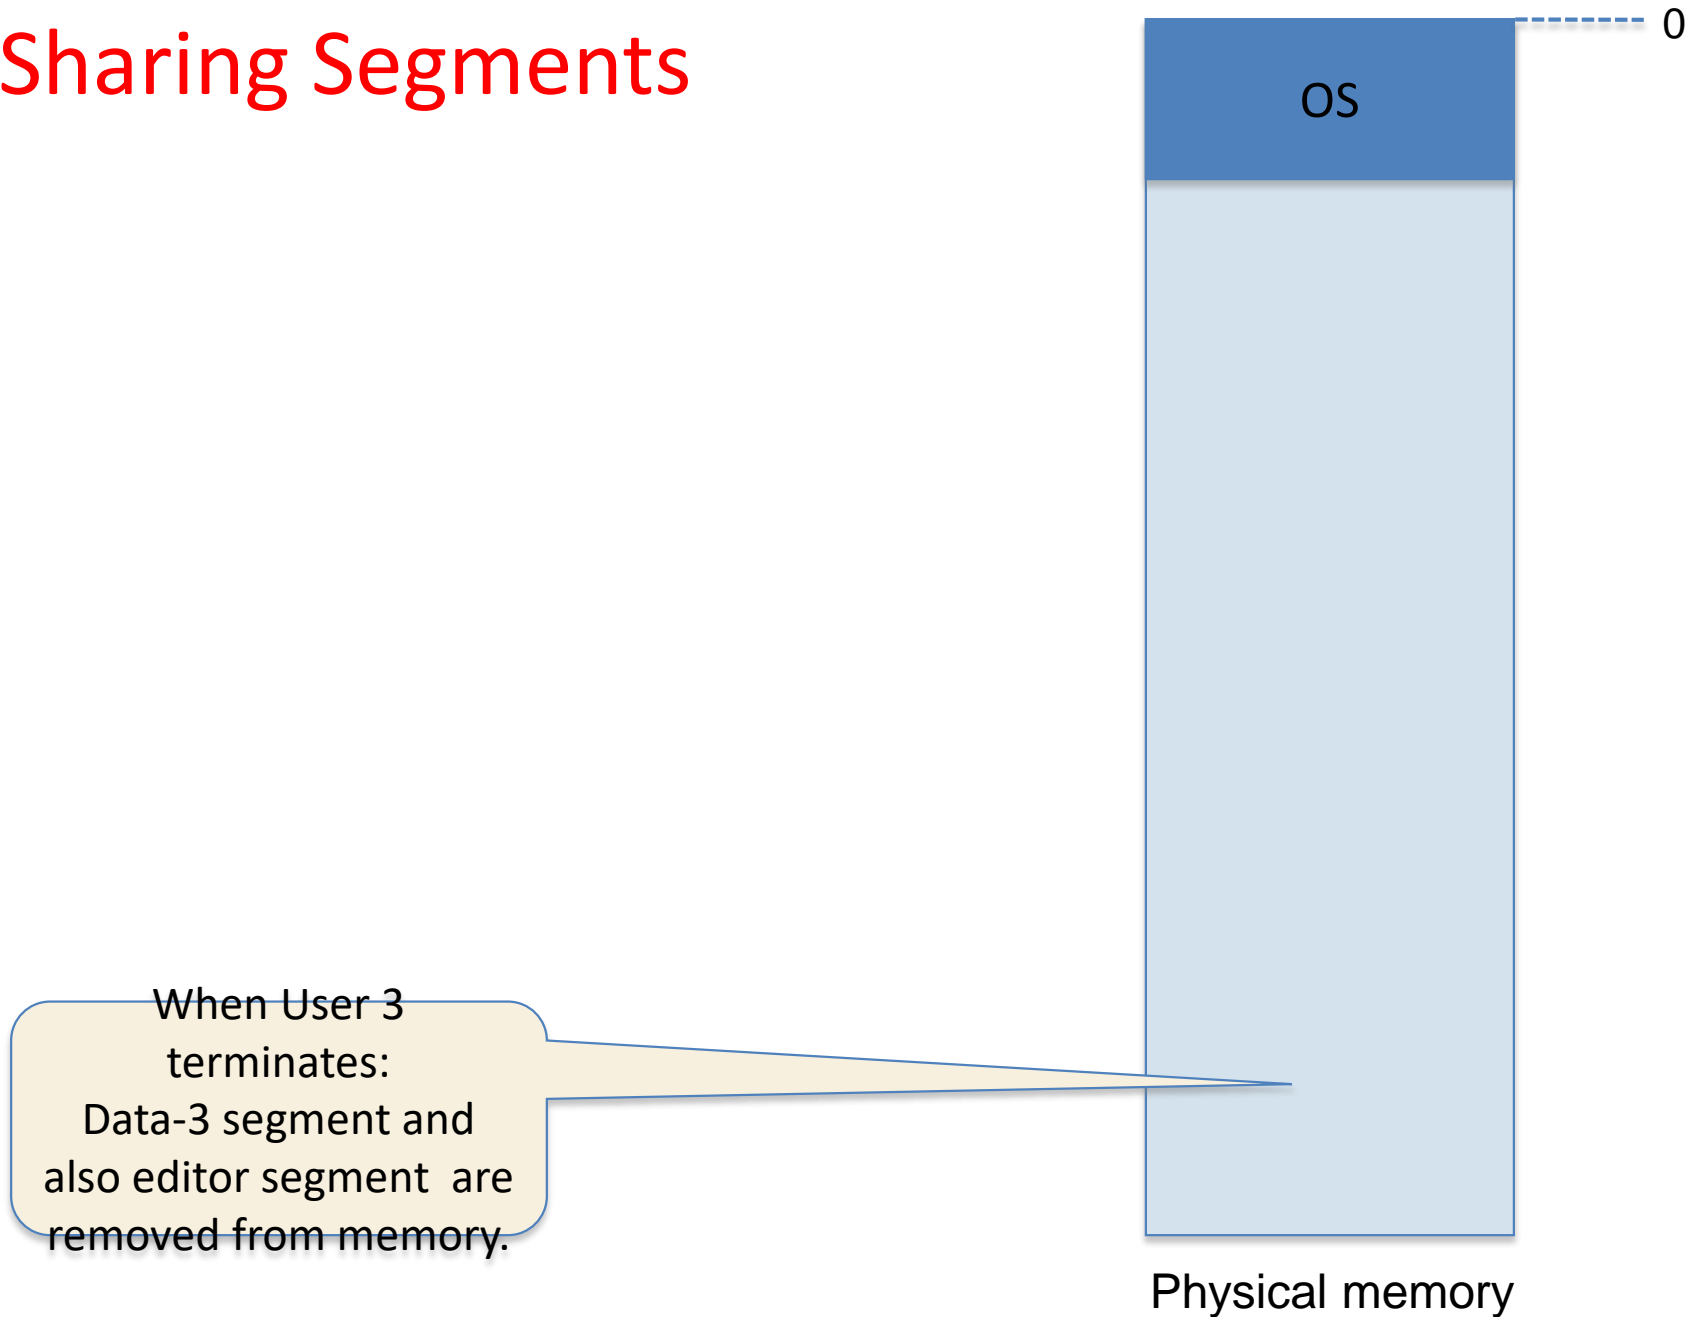 Sharing Segments
0
OS
When User 3
terminates:
Data-3 segment and
also editor segment  are
removed from memory.
Physical memory